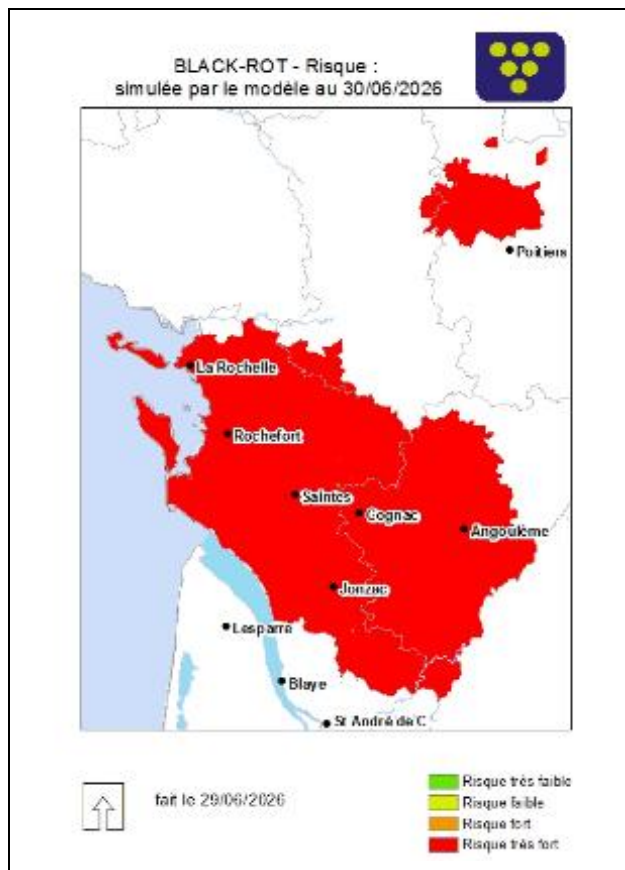 BLACK-ROT - Risque :
simulée par le modèle au 30/06/2026
Poitiers
La Rochelle
Rochefort
Saintes
Cognac
Angoulême
Jonzac
Lesparre
Blaye
St André de C
fait le 29/06/2026
Risque très faible
Risque faible
Risque fort
Risque très fort